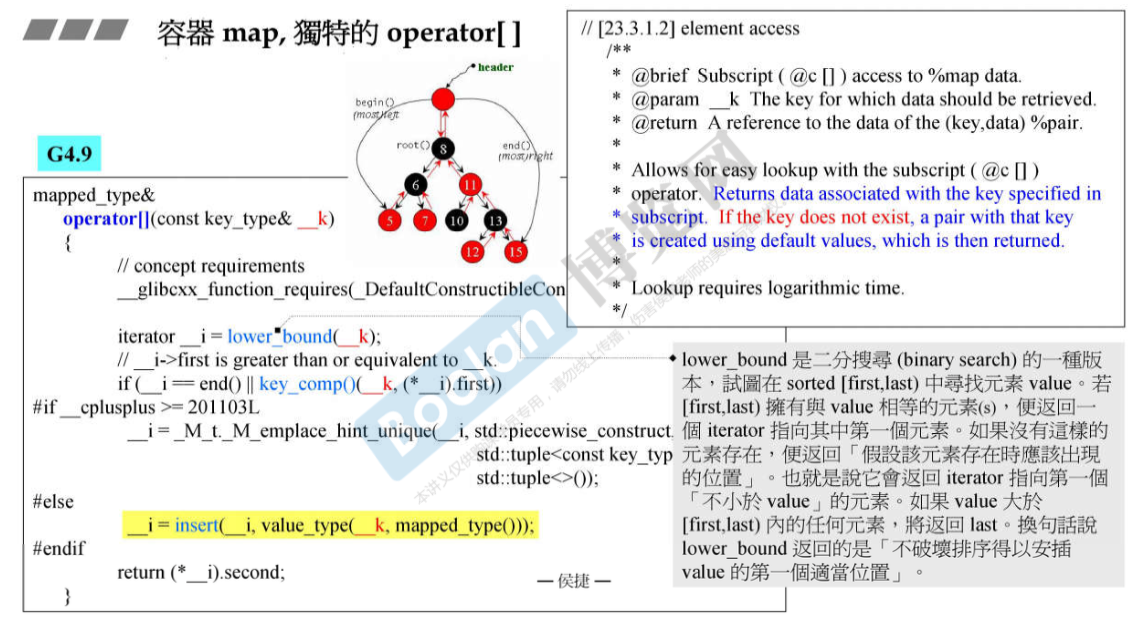 容器 map, 獨特的 operator[ ]
// [23.3.1.2] element access
/**
* @brief Subscript ( @c [] ) access to %map data.
* @param __k The key for which data should be retrieved.
* @return A reference to the data of the (key,data) %pair.
*
* Allows for easy lookup with the subscript ( @c [] )
* operator. Returns data associated with the key specified in
* subscript. If the key does not exist, a pair with that key
* is created using default values, which is then returned.
*
* Lookup requires logarithmic time.
*/
header
begin()
(most)left
root()
end()
(most)right
8
6
11
5
7
10
13
12
15
G4.9
mapped_type&
operator[](const key_type& __k)
{
// concept requirements
__glibcxx_function_requires(_DefaultConstructibleCon
iterator __i = lower_bound(__k);
// __i->first is greater than or equivalent to __k.
if (__i == end() || key_comp()(__k, (*__i).first))
#if __cplusplus >= 201103L
__i = _M_t._M_emplace_hint_unique(__i, std::piecewise_construct,
std::tuple<const key_typ
std::tuple<>());
#else
__i = insert(__i, value_type(__k, mapped_type()));
#endif
return (*__i).second;
}
lower_bound 是二分搜尋 (binary search) 的一種版
本，試圖在 sorted [first,last) 中尋找元素 value。若
[first,last) 擁有與 value 相等的元素(s)，便返回一
個 iterator 指向其中第一個元素。如果沒有這樣的
元素存在，便返回「假設該元素存在時應該出現
的位置」。也就是說它會返回 iterator 指向第一個
「不小於 value」的元素。如果 value 大於
[first,last) 內的任何元素，將返回 last。換句話說
lower_bound 返回的是「不破壞排序得以安插
value 的第一個適當位置」。
— 侯捷 —
Boolan
博览网